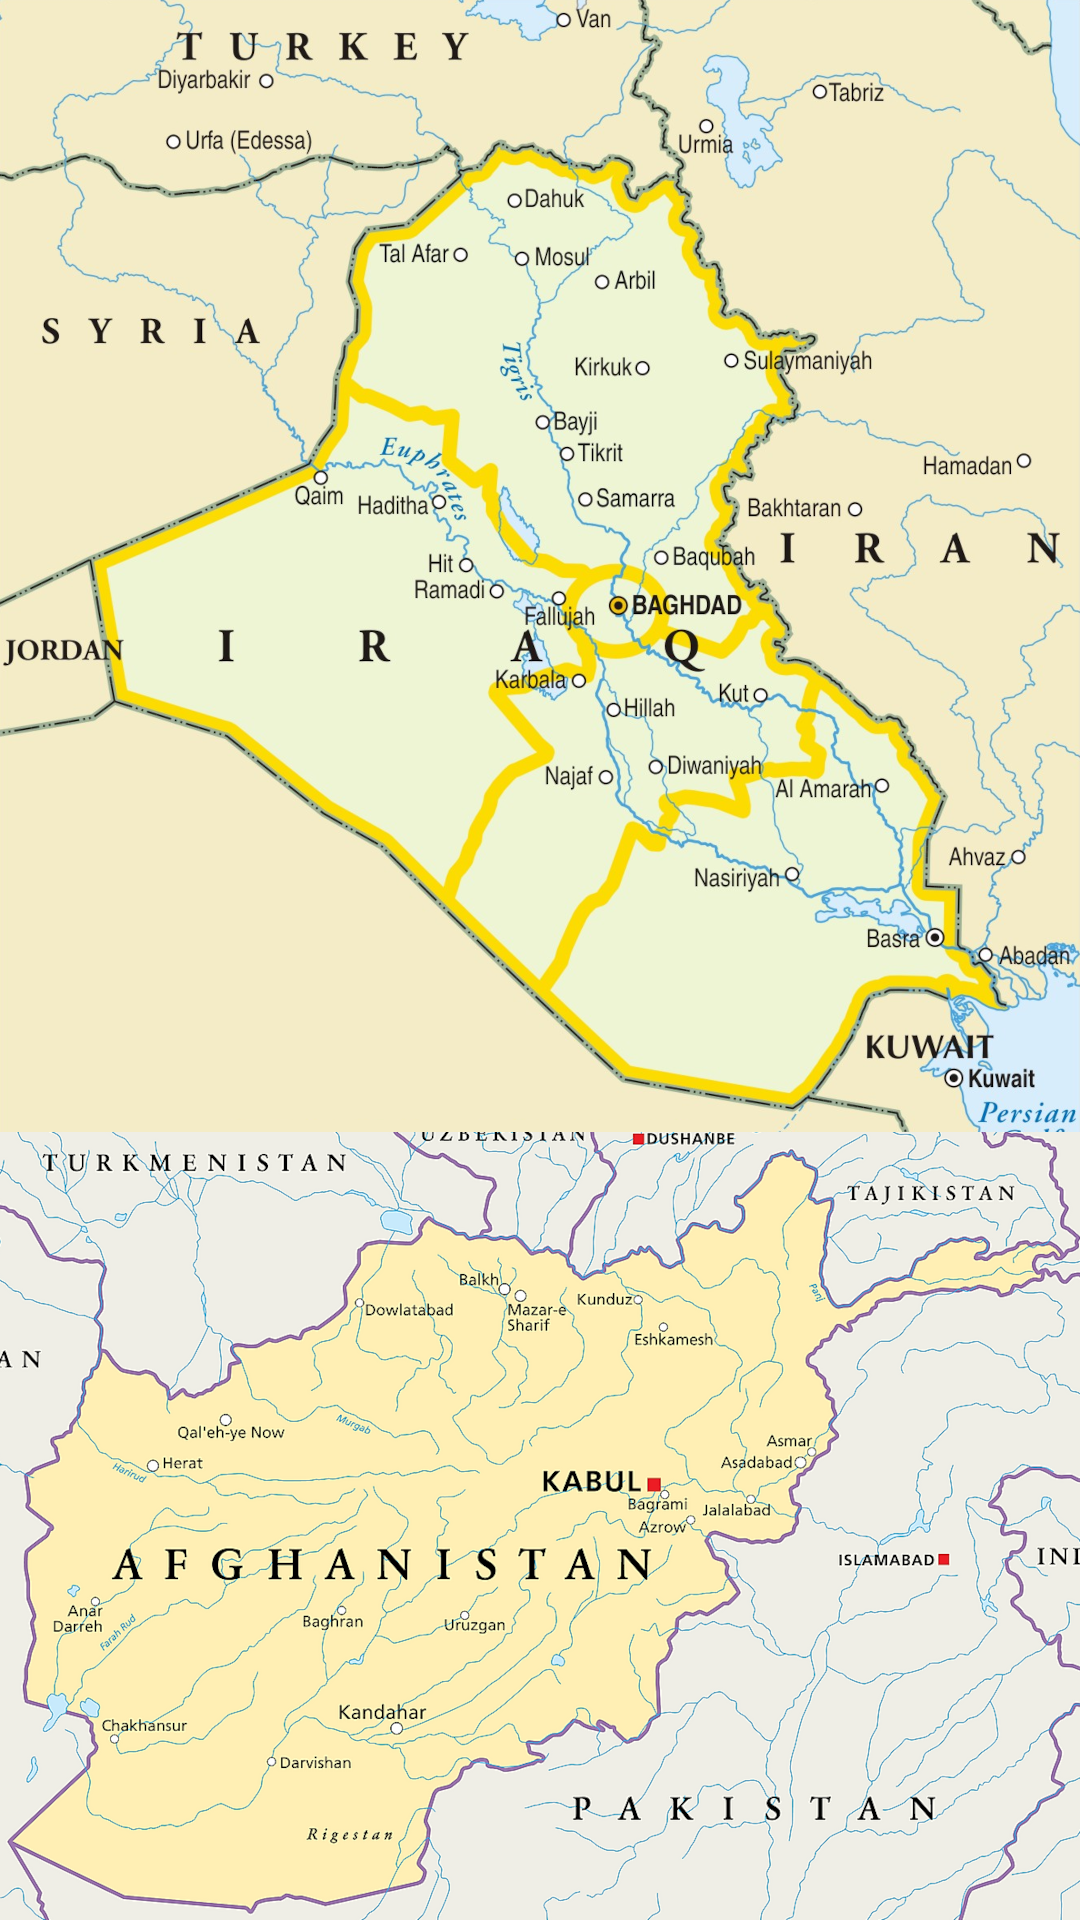 Van
TURKEY
Diyarbakir
Tabriz
Urfa (Edessa)
Urmia
Dahuk
Tal Afar
Mosul
Arbil
SYRIA
Tigris
Kirkuk
Sulaymaniyah
Bayji
Euphrates
Tikrit
Hamadan
Qaim
Haditha
Samarra
Bakhtaran
IRAN
Baqubah
Hit
Ramadi
Fallujah
BAGHDAD
JORDAN
IRAQ
Karbala
Kut
Hillah
Najaf
Diwaniyah
Al Amarah
Ahvaz
Nasiriyah
Basra
Abadan
KUWAIT
Kuwait
Persian
UZBEKISTAN
DUSHANBE
TURKMENISTAN
TAJIKISTAN
Balkh
Mazar-e
Sharif
Kunduz
Panj
Dowlatabad
Eshkamesh
AN
Qal'eh-ye Now
Murgab
Asmar
Herat
Harirud
Asadabad
KABUL
Bagrami
Jalalabad
Azrow
AFGHANISTAN
ISLAMABAD
IND
Anar
Darreh
Farah Rud
Baghran
Uruzgan
Kandahar
Chakhansur
Darvishan
PAKISTAN
Rigestan